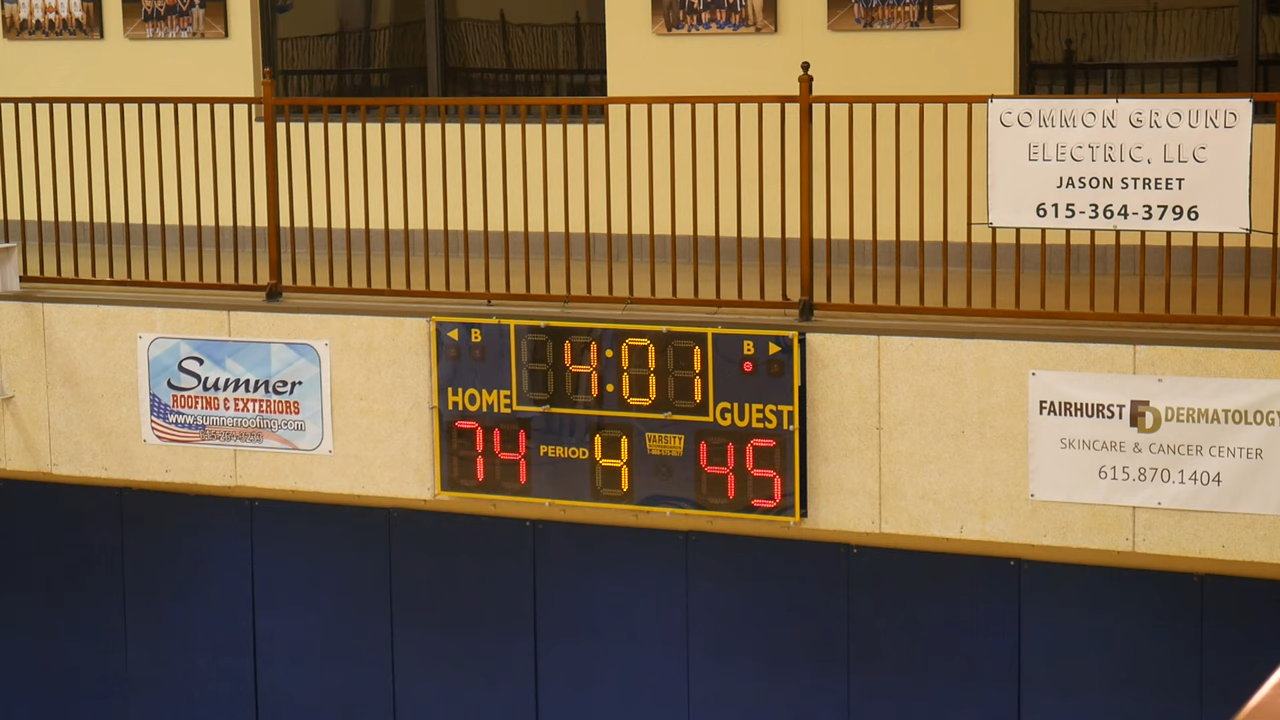 COMMON GROUND
ELECTRIC, LLC
JASON STREET
615-364-3796
Sumner
ROOFING & EXTERIORS
www.sumnerroofing.com
B
4:01
B
HOME
GUEST
74
PERIOD
4
VARSITY
45
FAIRHURST FD DERMATOLOGY
SKINCARE & CANCER CENTER
615.870.1404